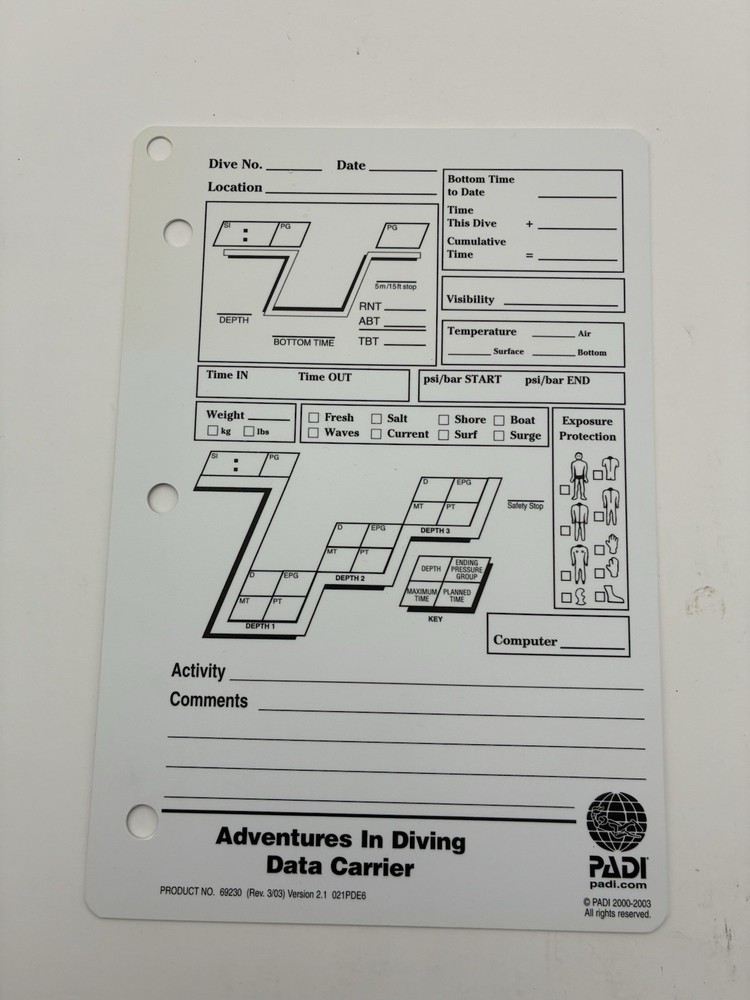 Dive No. Date
Location
Bottom Time
to Date
Time
This Dive +
Cumulative
Time =
SI : PG PG
5m/15ft stop
RNT
DEPTH ABT
BOTTOM TIME TBT
Visibility
Temperature Air
Surface Bottom
Time IN Time OUT
psi/bar START psi/bar END
Weight
kg lbs
Fresh Salt Shore Boat
Waves Current Surf Surge
Exposure
Protection
SI : PG
D EPG
MT PT
DEPTH 3
Safety Stop
D EPG
MT PT
DEPTH 2
D EPG
MT PT
DEPTH 1
DEPTH ENDING PRESSURE GROUP
MAXIMUM TIME PLANNED TIME
KEY
Computer
Activity
Comments
Adventures In Diving
Data Carrier
PRODUCT NO. 69230 (Rev. 3/03) Version 2.1 021PDE6
PADI
padi.com
© PADI 2000-2003
All rights reserved.